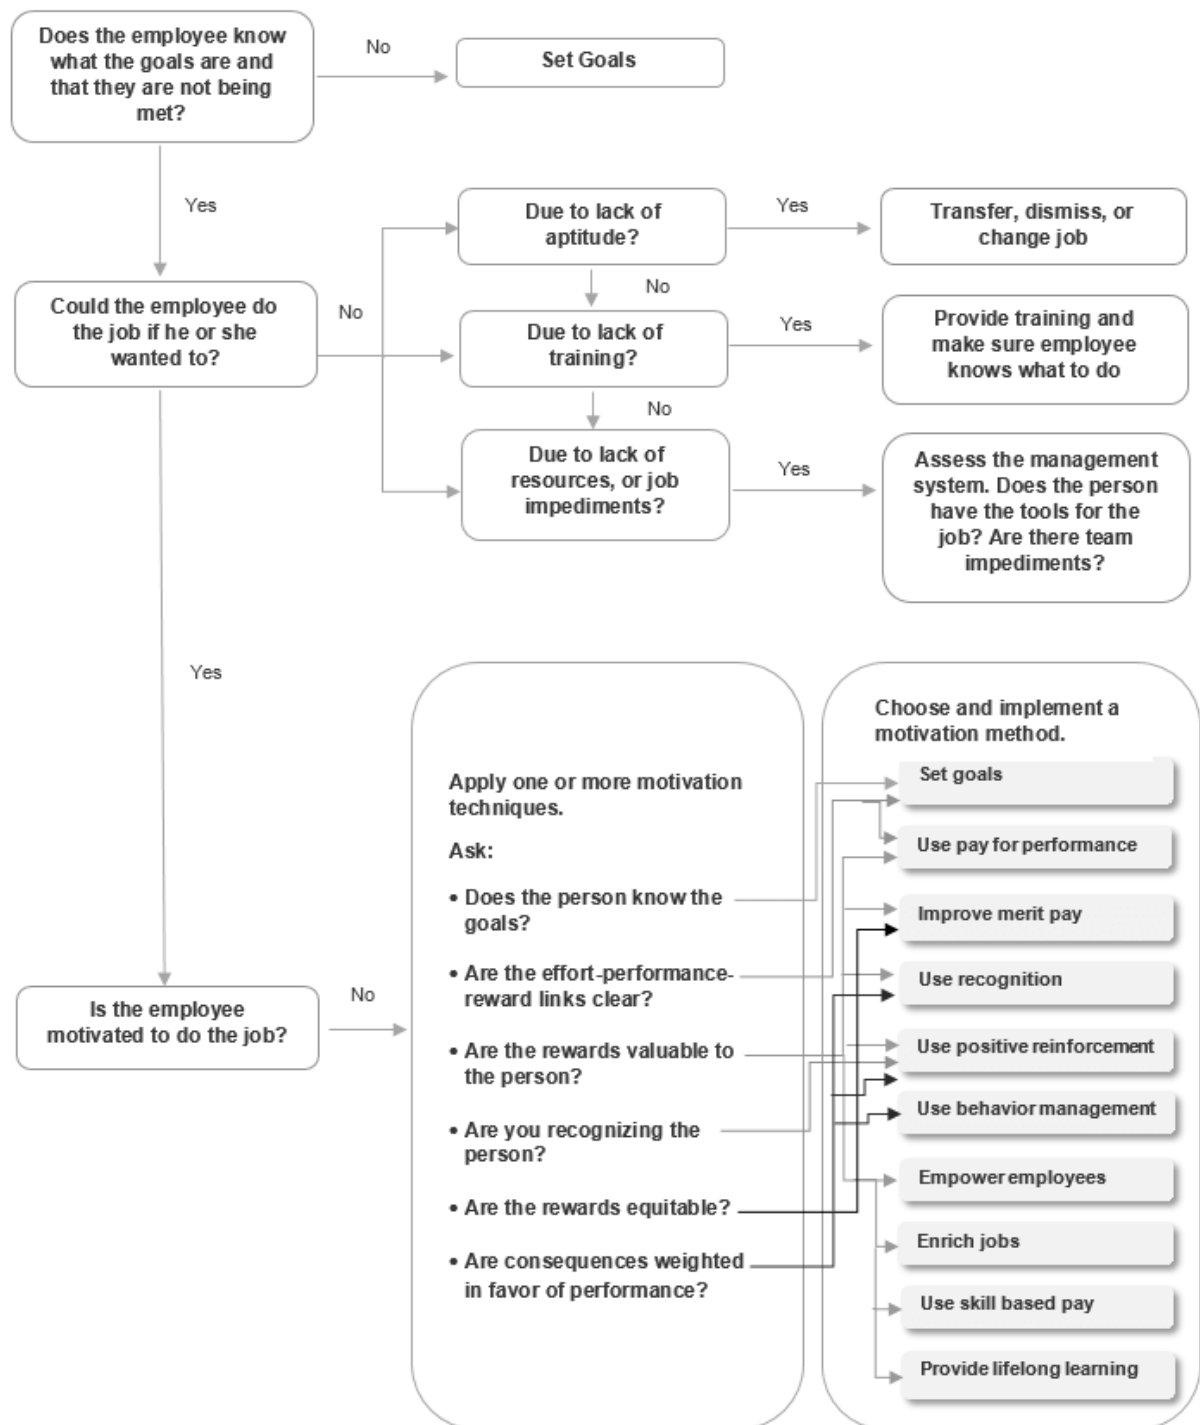 Does the employee know
what the goals are and
that they are not being
met?
No
Set Goals
Yes
Due to lack of
aptitude?
Yes
Transfer, dismiss, or
change job
No
Could the employee do
the job if he or she
wanted to?
No
Due to lack of
training?
Yes
Provide training and
make sure employee
knows what to do
No
Due to lack of
resources, or job
impediments?
Yes
Assess the management
system. Does the person
have the tools for the
job? Are there team
impediments?
Yes
Is the employee
motivated to do the job?
No
Apply one or more motivation
techniques.
Ask:
• Does the person know the
goals?
• Are the effort-performance-
reward links clear?
• Are the rewards valuable to
the person?
• Are you recognizing the
person?
• Are the rewards equitable?
• Are consequences weighted
in favor of performance?
Choose and implement a
motivation method.
Set goals
Use pay for performance
Improve merit pay
Use recognition
Use positive reinforcement
Use behavior management
Empower employees
Enrich jobs
Use skill based pay
Provide lifelong learning